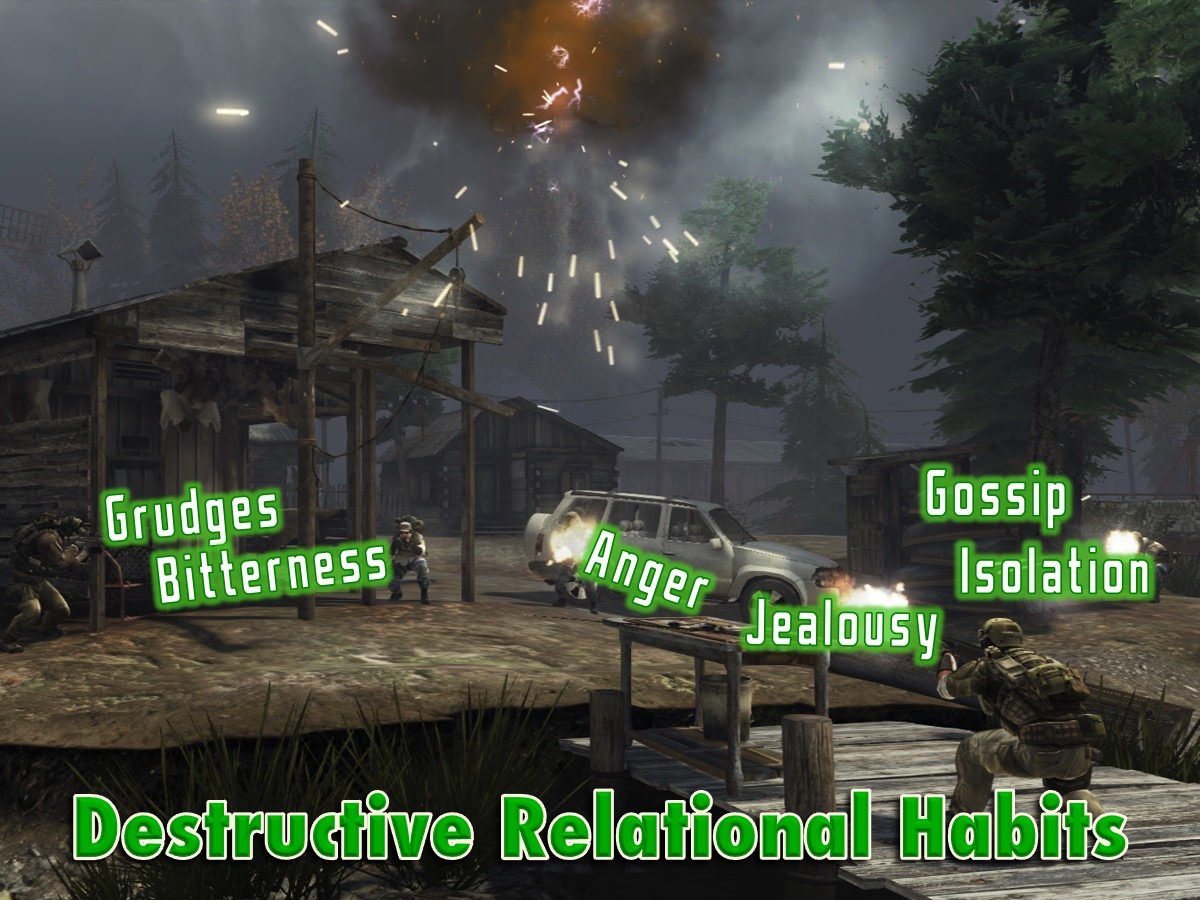 Grudges
Bitterness
Anger
Jealousy
Gossip
Isolation
Destructive Relational Habits